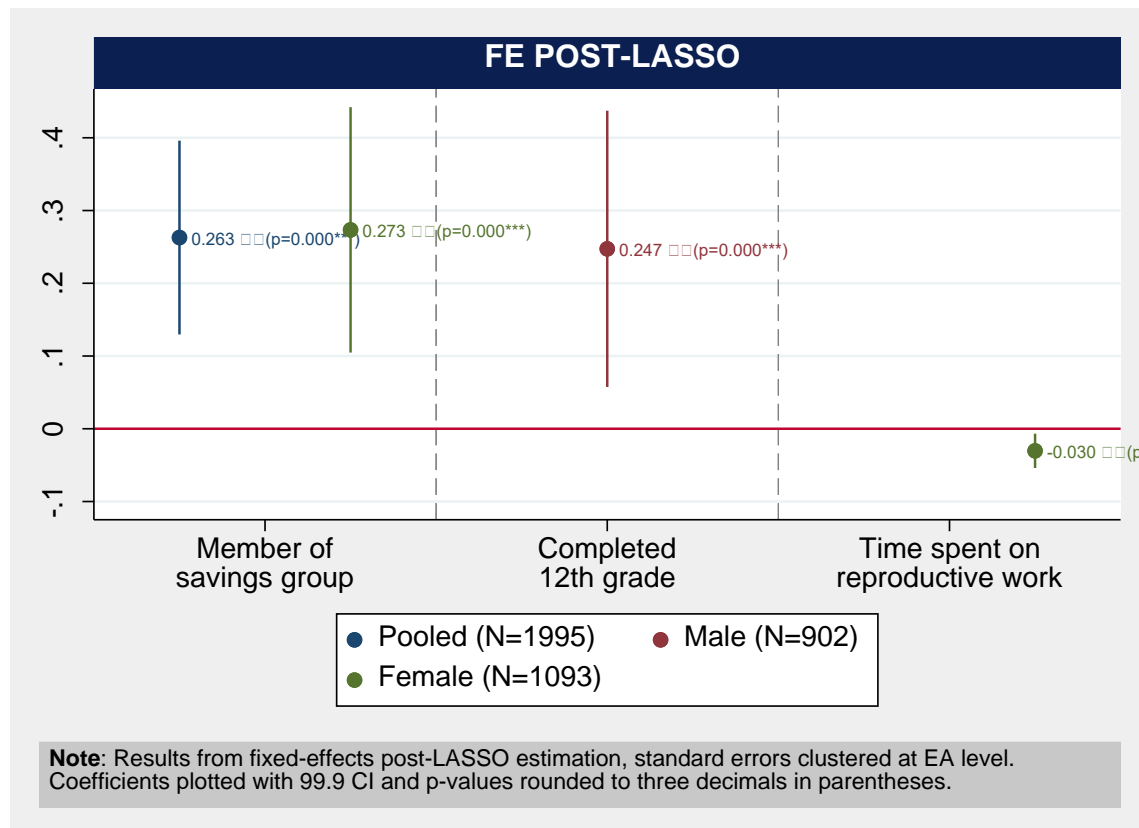 FE POST-LASSO
.4
.3
.2
.1
0
-.1
0.263 □□(p=0.000***)
0.273 □□(p=0.000***)
0.247 □□(p=0.000***)
-0.030 □□(p
Member of
savings group
Completed
12th grade
Time spent on
reproductive work
Pooled (N=1995)
Male (N=902)
Female (N=1093)
Note: Results from fixed-effects post-LASSO estimation, standard errors clustered at EA level.
Coefficients plotted with 99.9 CI and p-values rounded to three decimals in parentheses.